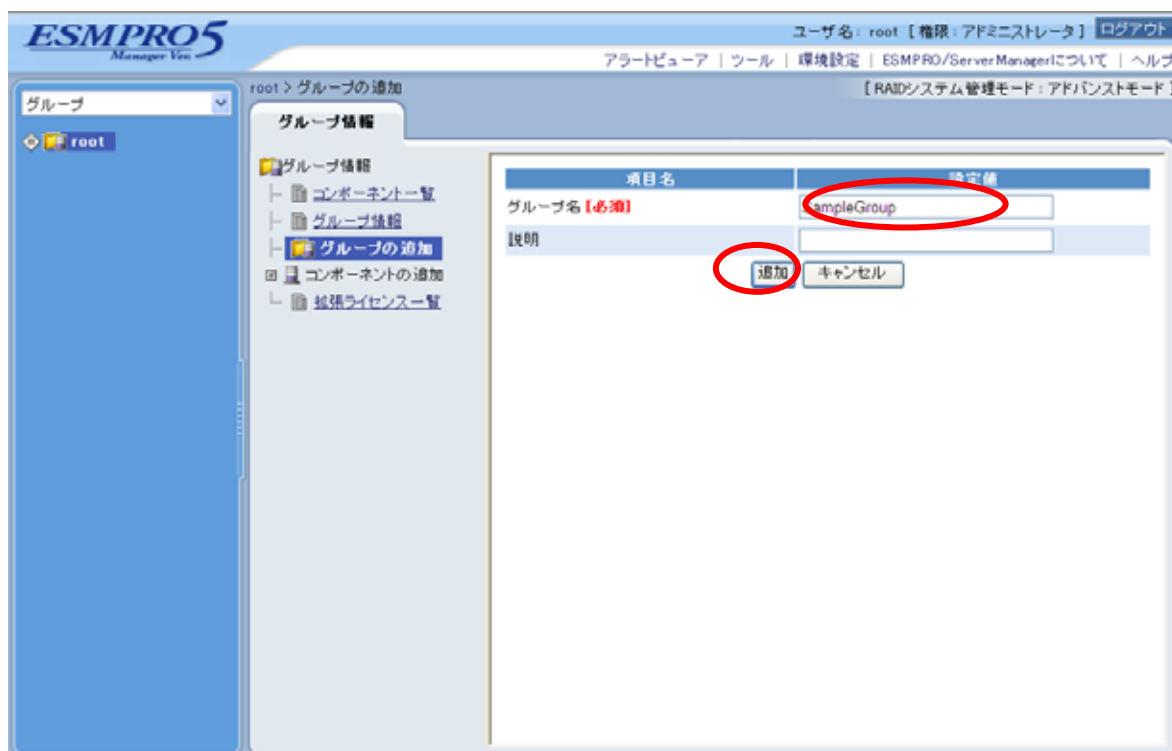 ESMPRO5
Manager Ver.
ユーザ名: root [ 権限 : アドミニストレータ ] ログアウト
アラートビューア | ツール | 環境設定 | ESMPRO/ServerManagerについて | ヘルプ
グループ
root
root > グループの追加
[ RAIDシステム管理モード : アドバンストモード ]
グループ情報
グループ情報
コンポーネント一覧
グループ情報
グループの追加
コンポーネントの追加
拡張ライセンス一覧
項目名 設定値
グループ名 [必須] SampleGroup
説明
追加 キャンセル